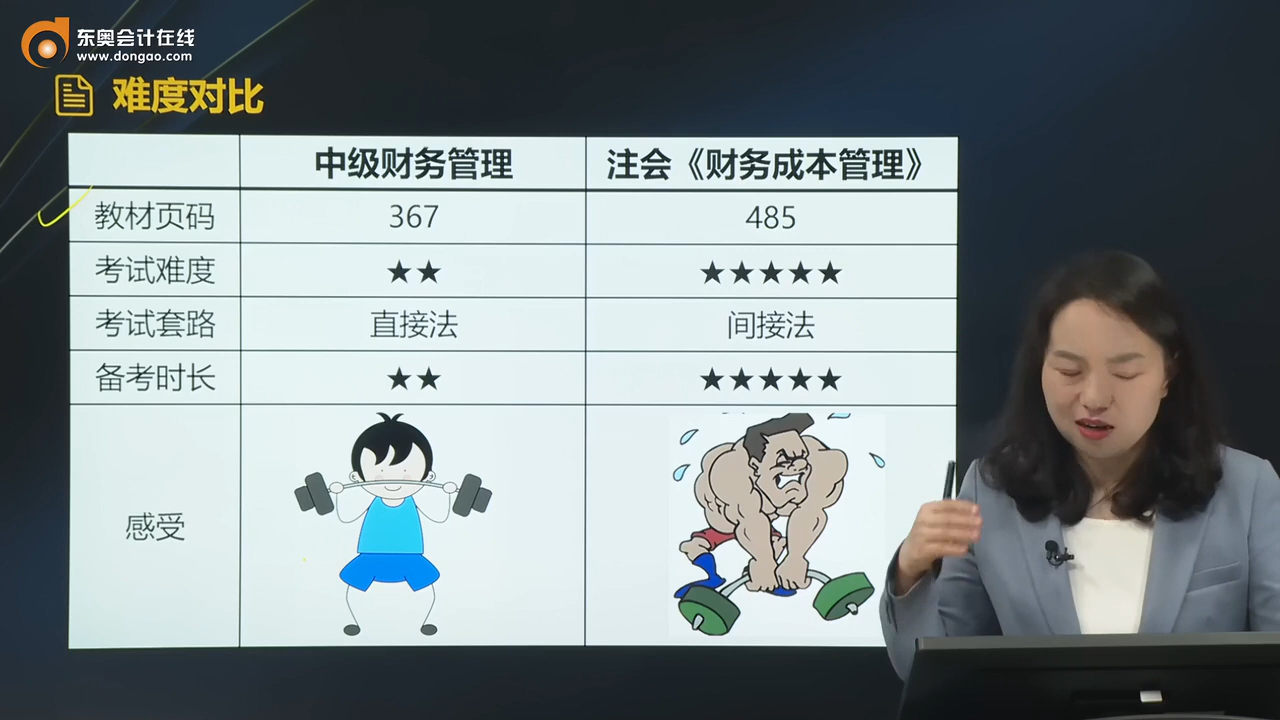 东奥会计在线
www.dongao.com
难度对比
中级财务管理 注会《财务成本管理》
教材页码 367 485
考试难度 ★★ ★★★★★
考试套路 直接法 间接法
备考时长 ★★ ★★★★★
感受